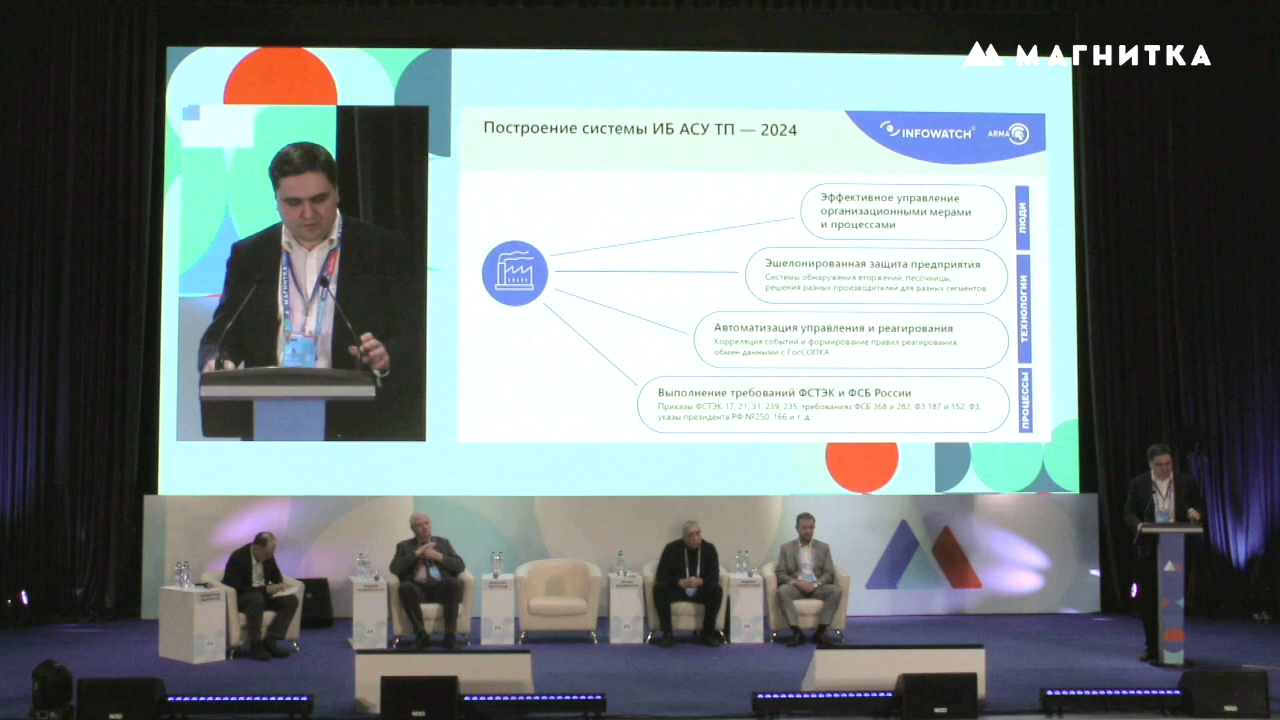 МАГНИТКА
Построение системы ИБ АСУ ТП — 2024
INFOWATCH®
ARMA
Эффективное управление
организационными мерами
и процессами
ЛЮДИ
Эшелонированная защита предприятия
Системы обнаружения вторжений, песочницы,
решения разных производителей для разных сегментов
ТЕХНОЛОГИИ
Автоматизация управления и реагирования
Корреляция событий и формирование правил реагирования,
обмен данными с ГосСОПКА
Выполнение требований ФСТЭК и ФСБ России
Приказы ФСТЭК 17, 21, 31, 239, 235, требования ФСБ 368 и 282, ФЗ 187 и 152, ФЗ,
указы президента РФ №250, 166 и т. д.
ПРОЦЕССЫ